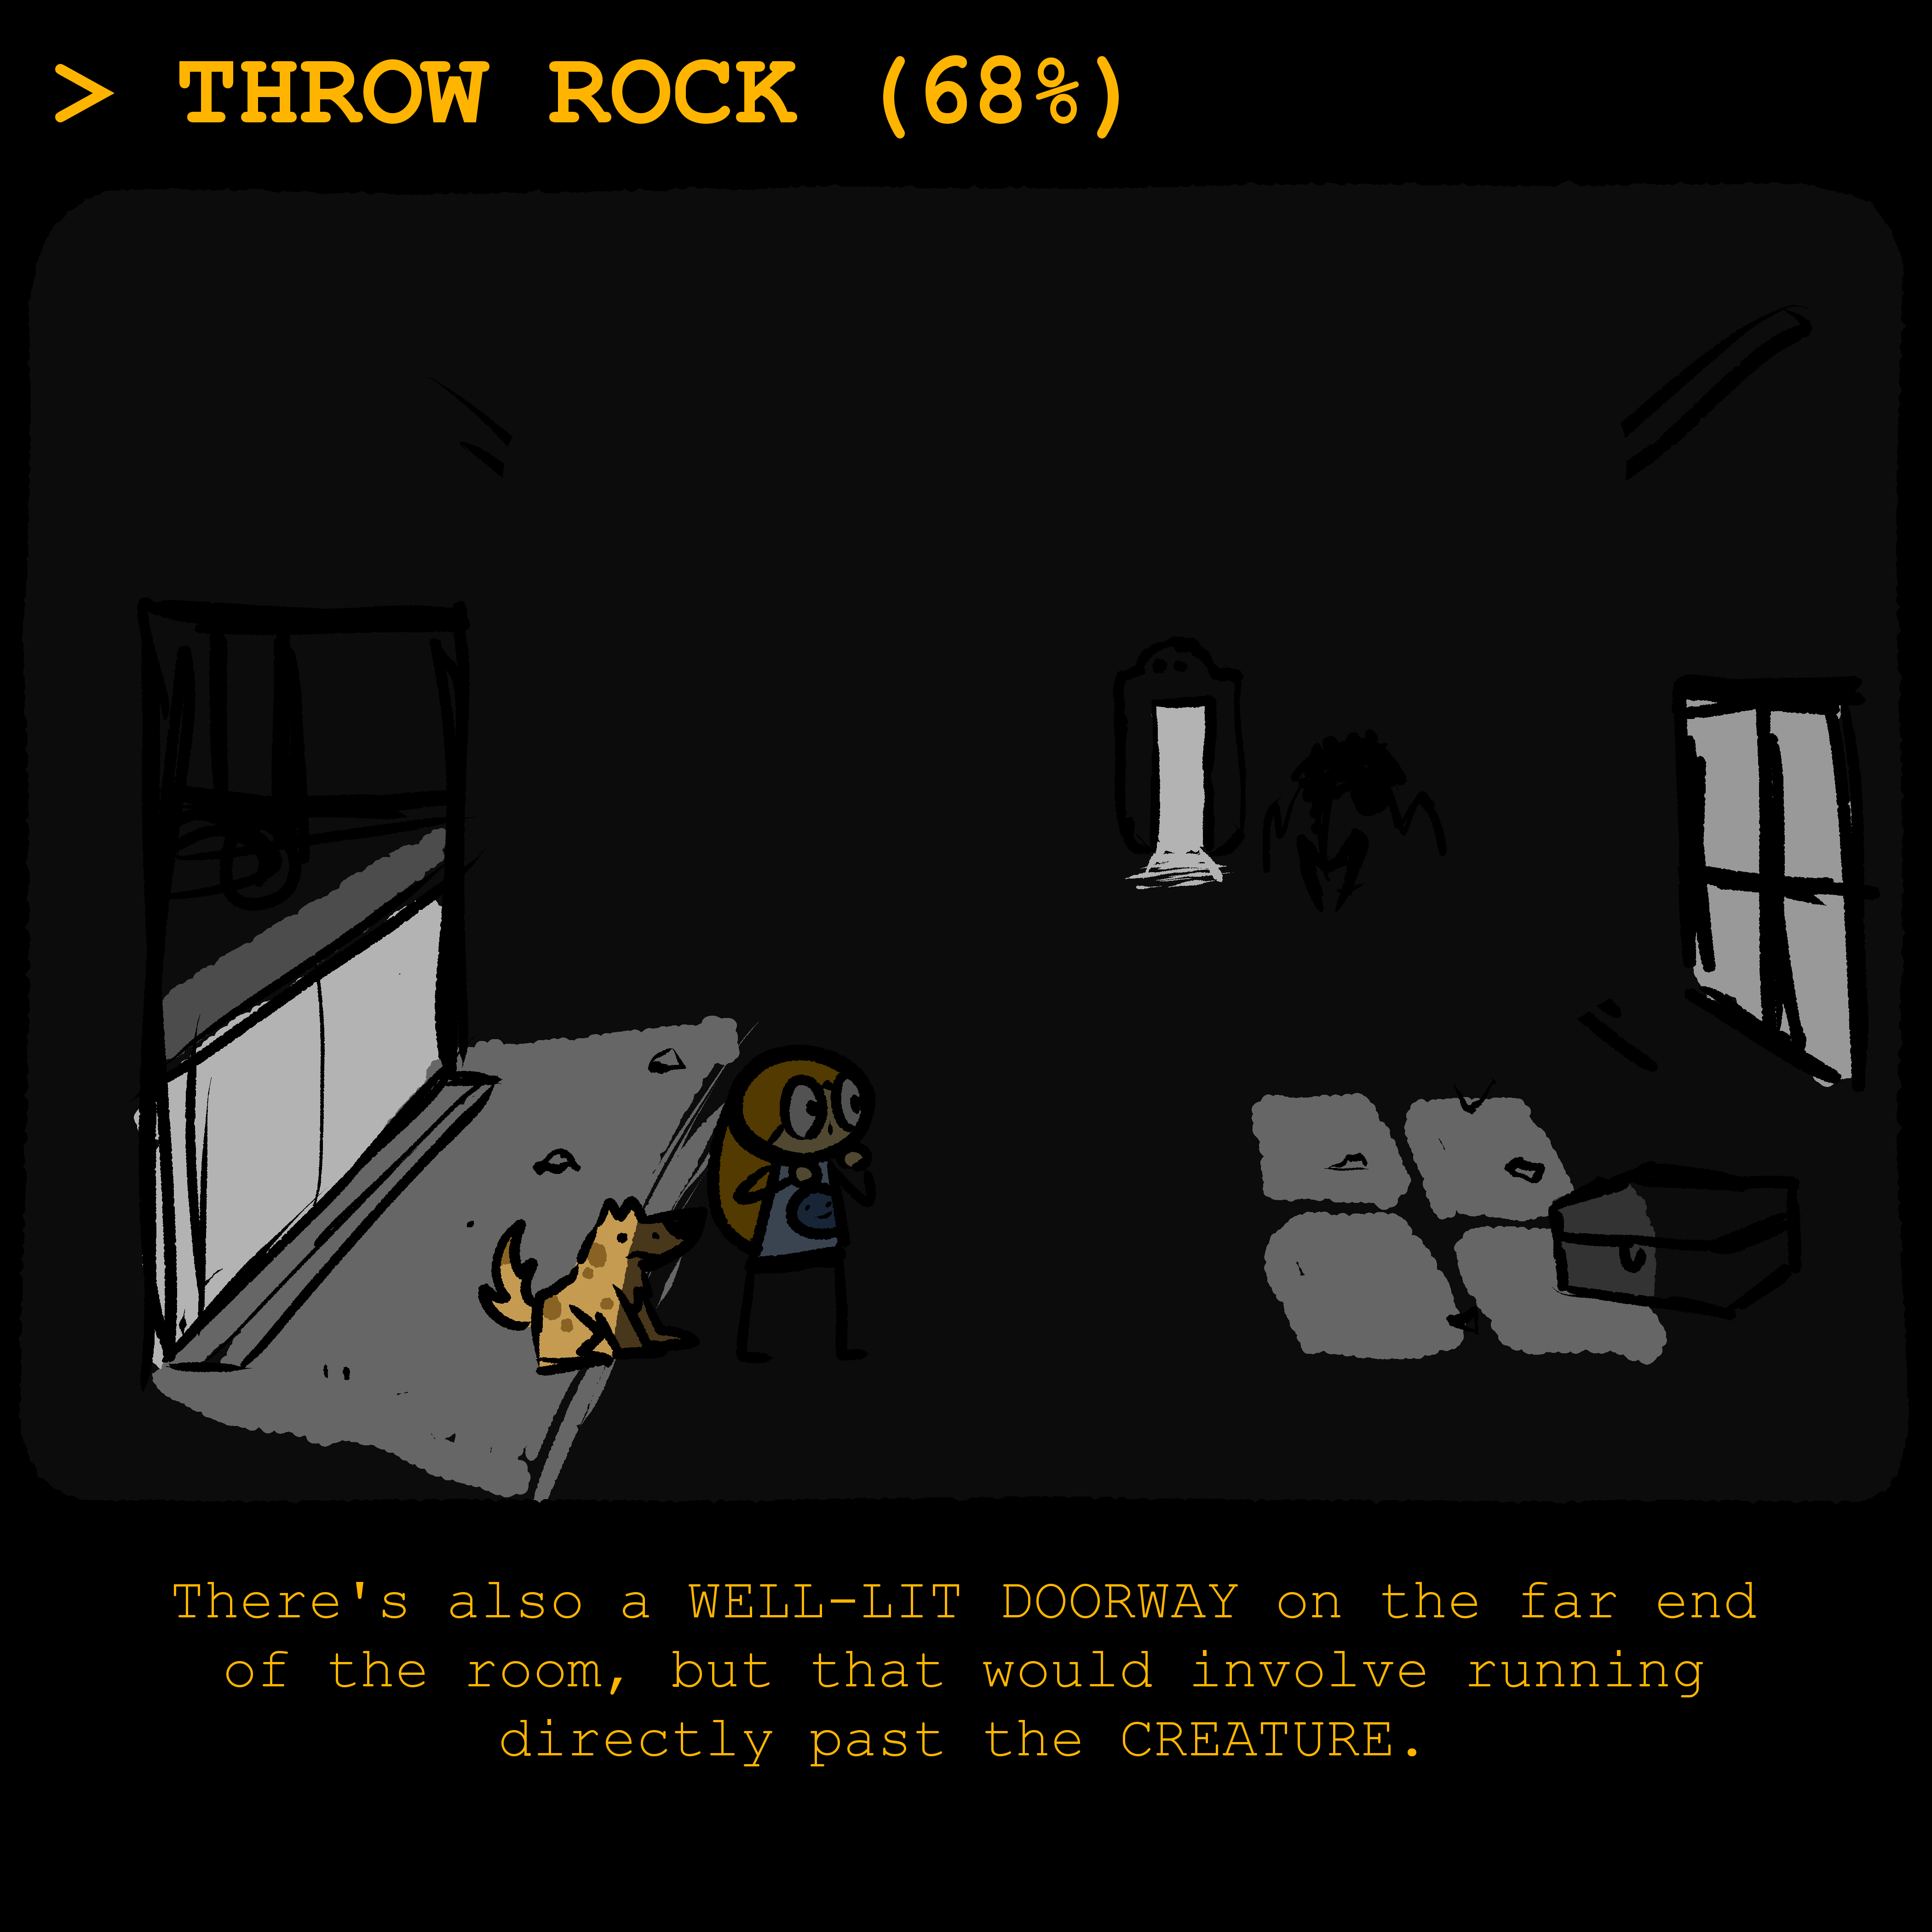 > THROW ROCK (68%)
There's also a WELL-LIT DOORWAY on the far end
of the room, but that would involve running
directly past the CREATURE.